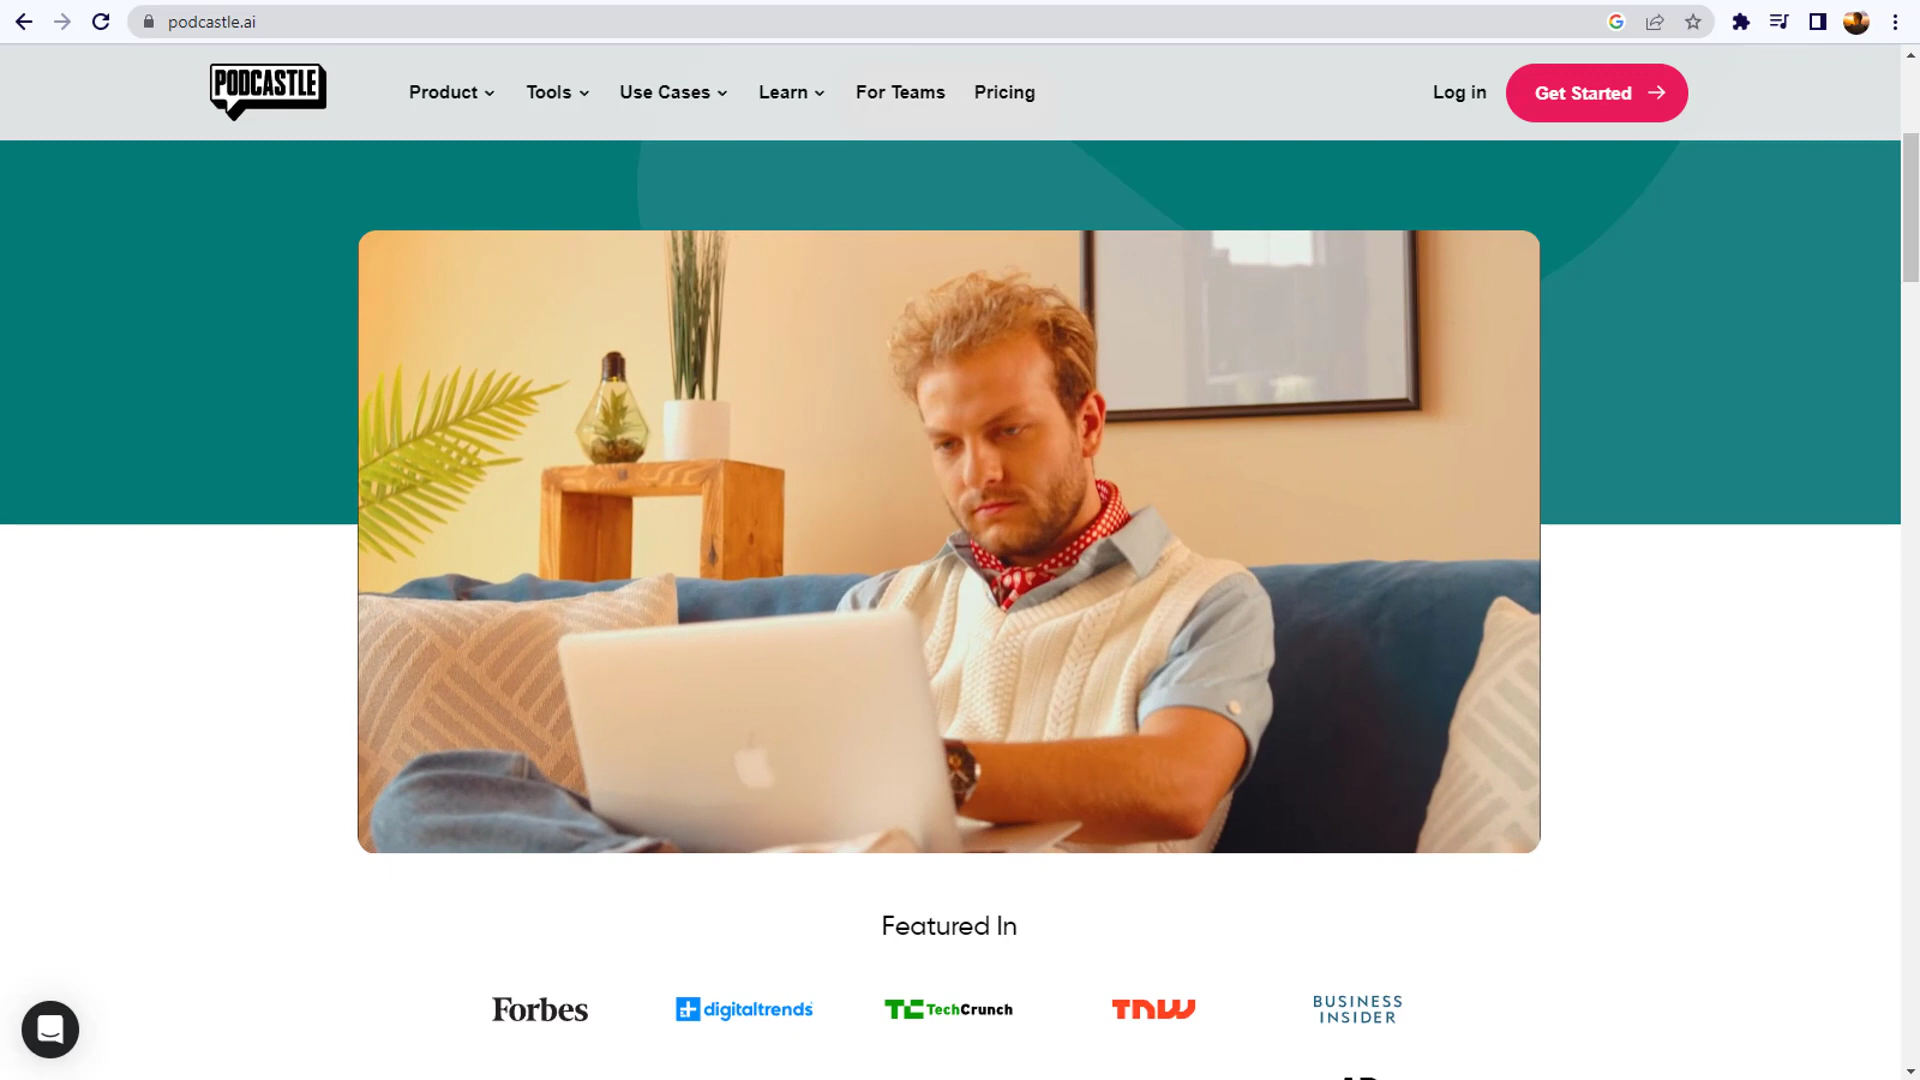 podcastle.ai
PODCASTLE
Product
Tools
Use Cases
Learn
For Teams
Pricing
Log in
Get Started
Featured In
Forbes
digitaltrends
TC TechCrunch
TNW
BUSINESS
INSIDER